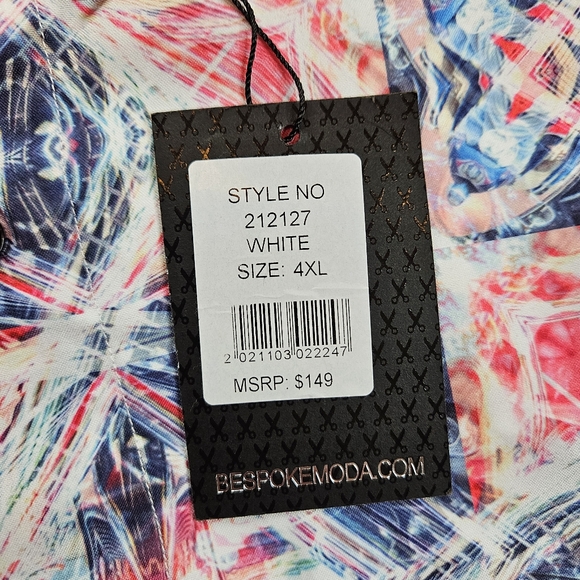 STYLE NO
212127
WHITE
SIZE: 4XL
2 021103 022247
MSRP: $149
BESPOKEMODA.COM